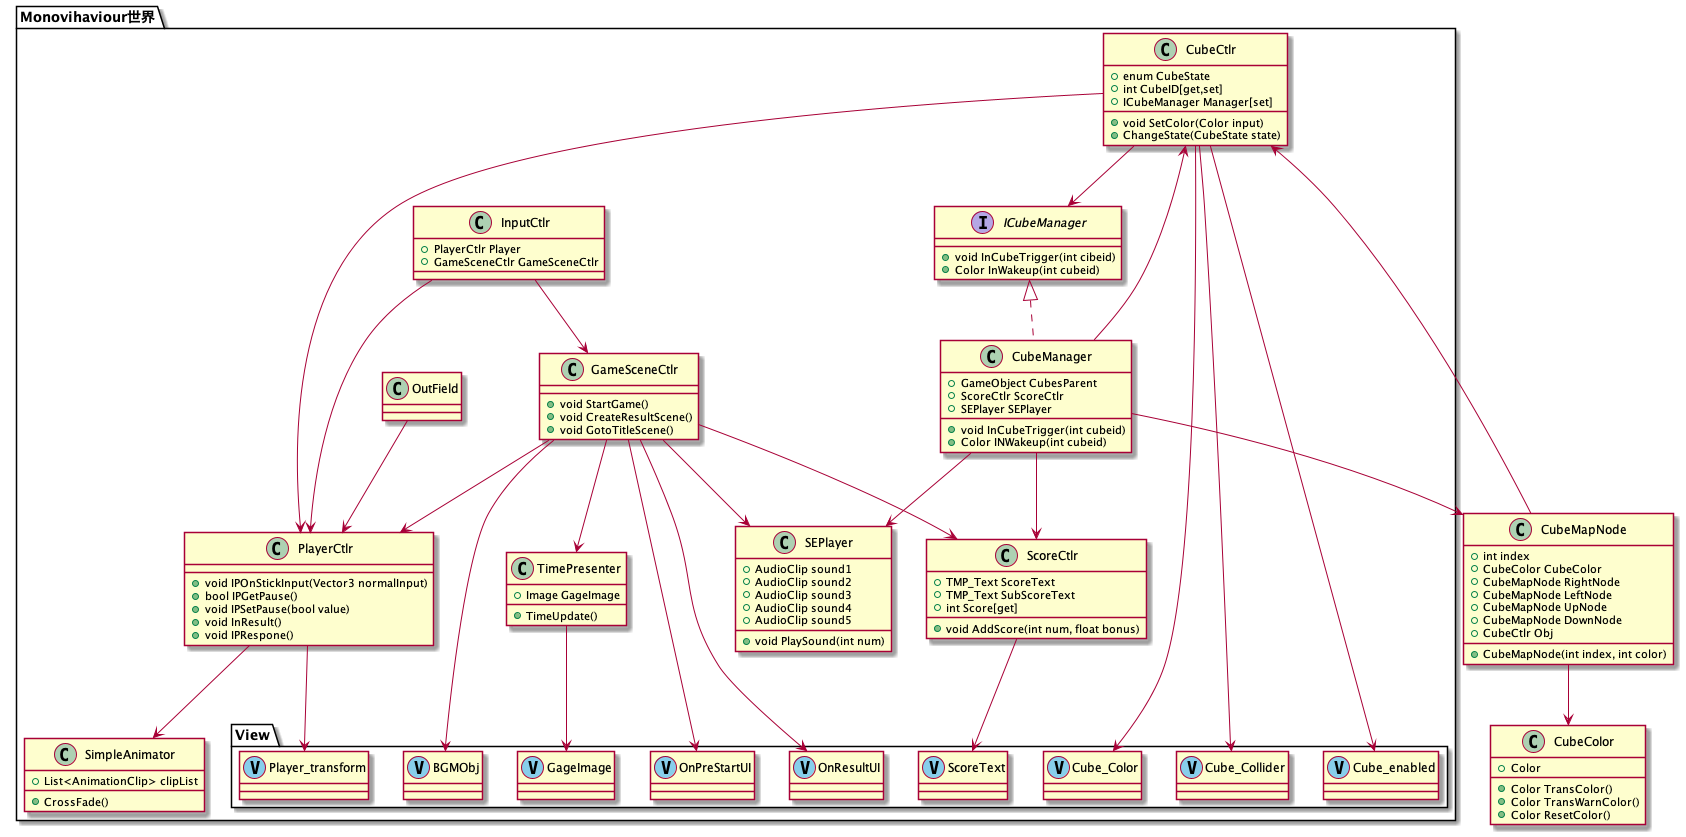 Monovihaviour世界
C CubeCtlr
enum CubeState
int CubeID[get,set]
ICubeManager Manager[set]
void SetColor(Color input)
ChangeState(CubeState state)
C InputCtlr
PlayerCtlr Player
GameSceneCtlr GameSceneCtlr
I ICubeManager
void InCubeTrigger(int cibeid)
Color InWakeup(int cubeid)
C OutField
C GameSceneCtlr
void StartGame()
void CreateResultScene()
void GotoTitleScene()
C CubeManager
GameObject CubesParent
ScoreCtlr ScoreCtlr
SEPlayer SEPlayer
void InCubeTrigger(int cubeid)
Color INWakeup(int cubeid)
C PlayerCtlr
void IPOnStickInput(Vector3 normalInput)
bool IPGetPause()
void IPSetPause(bool value)
void InResult()
void IPRespone()
C TimePresenter
Image GageImage
TimeUpdate()
C SEPlayer
AudioClip sound1
AudioClip sound2
AudioClip sound3
AudioClip sound4
AudioClip sound5
void PlaySound(int num)
C ScoreCtlr
TMP_Text ScoreText
TMP_Text SubScoreText
int Score[get]
void AddScore(int num, float bonus)
C CubeMapNode
int index
CubeColor CubeColor
CubeMapNode RightNode
CubeMapNode LeftNode
CubeMapNode UpNode
CubeMapNode DownNode
CubeCtlr Obj
CubeMapNode(int index, int color)
C SimpleAnimator
List<AnimationClip> clipList
CrossFade()
View
V Player_transform
V BGMObj
V GageImage
V OnPreStartUI
V OnResultUI
V ScoreText
V Cube_Color
V Cube_Collider
V Cube_enabled
C CubeColor
Color
Color TransColor()
Color TransWarnColor()
Color ResetColor()